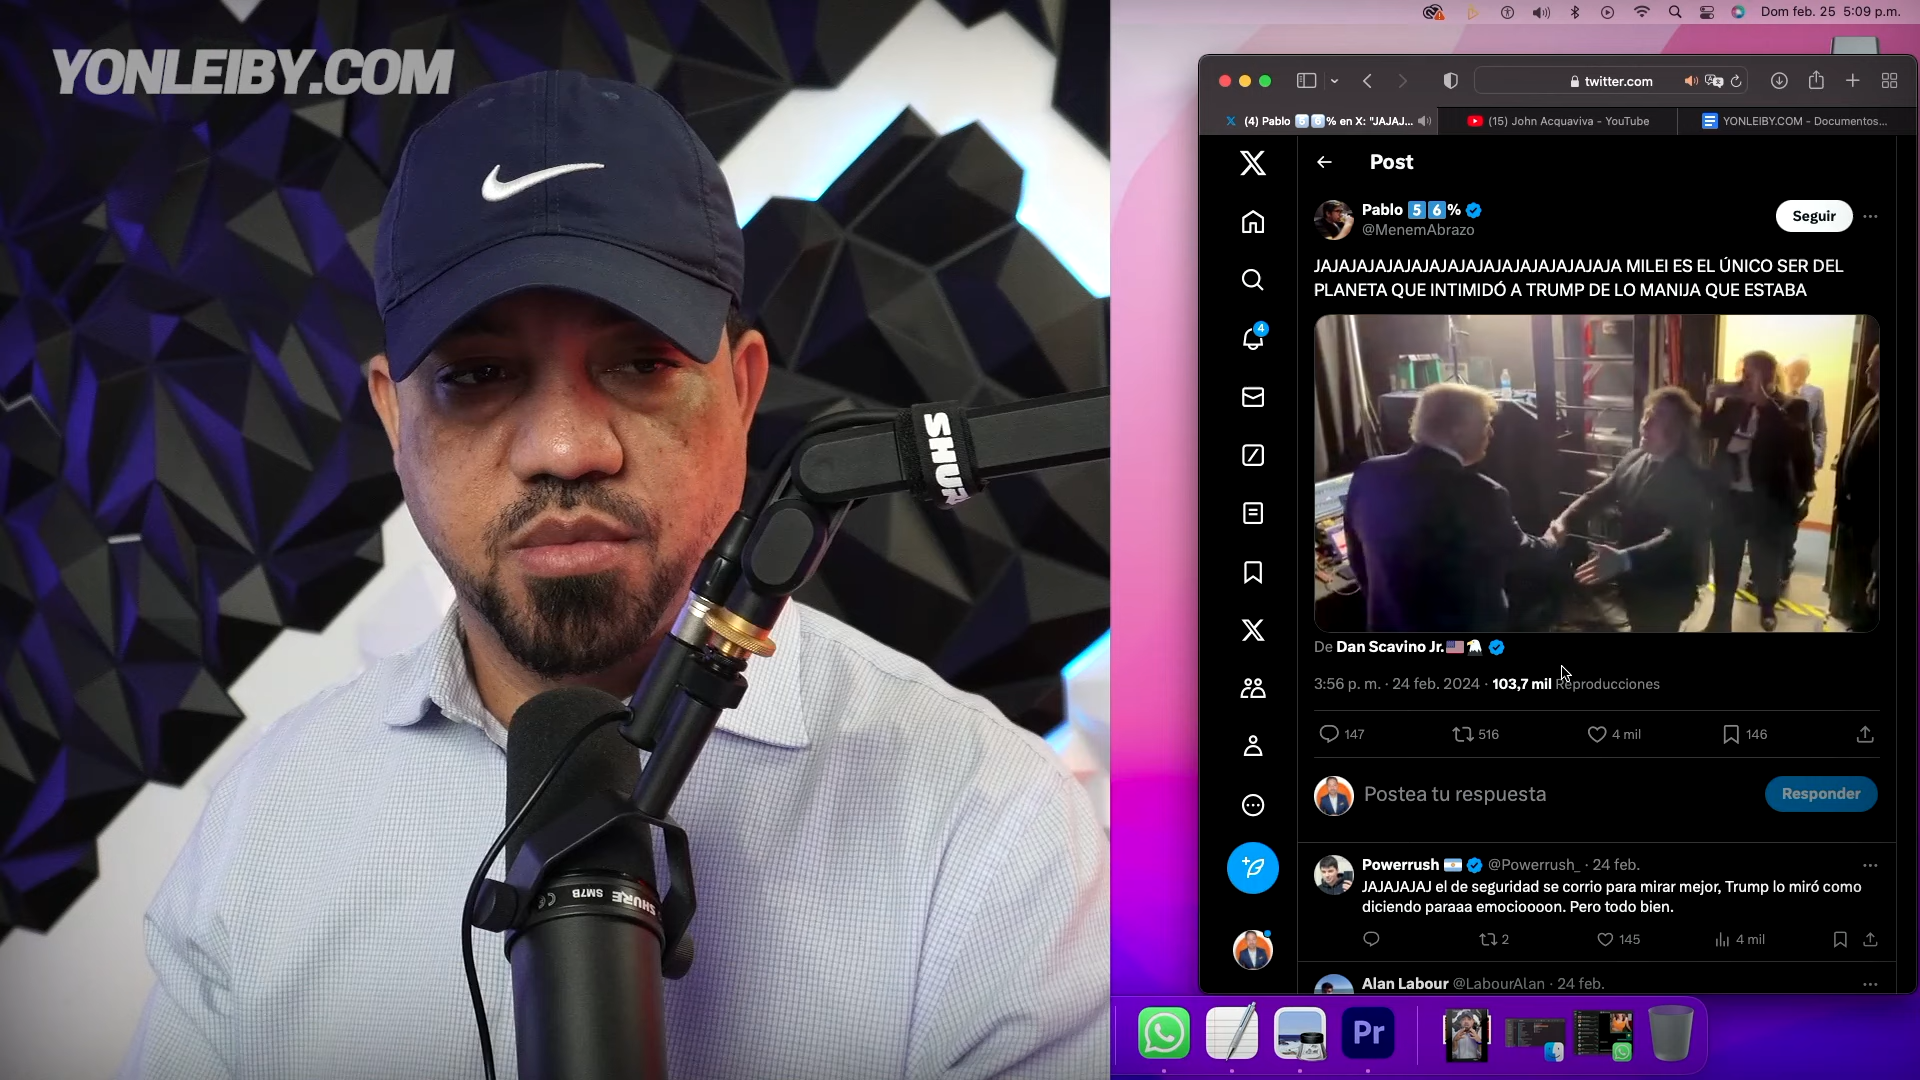 YONLEIBY.COM
SHURE
SHURE SM7B
Dom feb. 25 5:09 p.m.
twitter.com
(4) Pablo 5️⃣6️⃣% en X: "JAJAJ...
(15) John Acquaviva - YouTube
YONLEIBY.COM - Documentos...
Post
Pablo 5️⃣6️⃣%
@MenemAbrazo
Seguir
JAJAJAJAJAJAJAJAJAJAJAJAJAJAJAJAJA MILEI ES EL ÚNICO SER DEL
PLANETA QUE INTIMIDÓ A TRUMP DE LO MANIJA QUE ESTABA
De Dan Scavino Jr.🇺🇸🦅
3:56 p. m. · 24 feb. 2024 · 103,7 mil Reproducciones
4
147 516 4 mil 146
Postea tu respuesta
Responder
Powerrush 🇦🇷 @Powerrush_ · 24 feb.
JAJAJAJAJ el de seguridad se corrio para mirar mejor, Trump lo miró como
diciendo paraaa emocioooon. Pero todo bien.
2 145 4 mil
Alan Labour @LabourAlan · 24 feb.
Pr